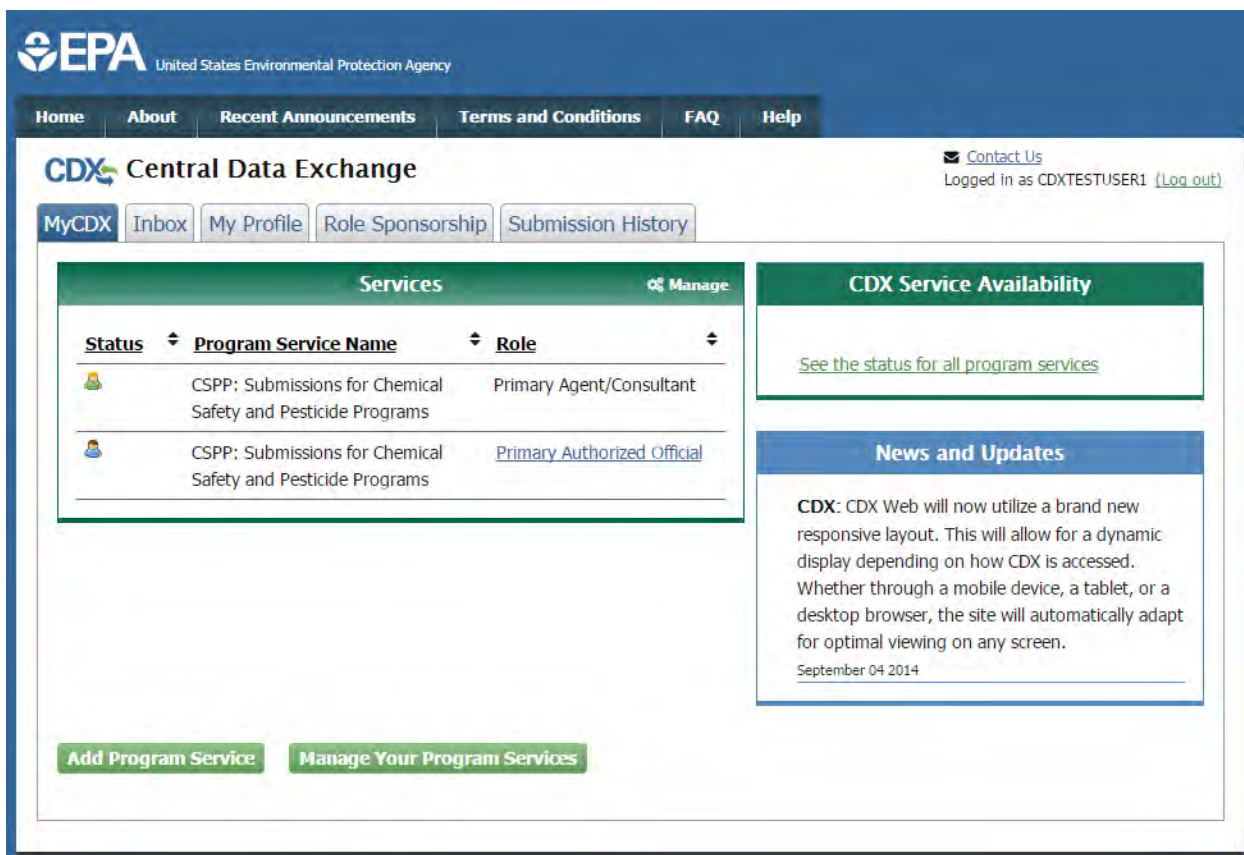 EPA United States Environmental Protection Agency
Home About Recent Announcements Terms and Conditions FAQ Help
CDX Central Data Exchange
Contact Us
Logged in as CDXTESTUSER1 (Log out)
MyCDX Inbox My Profile Role Sponsorship Submission History
Services Manage
Status Program Service Name Role
CSPP: Submissions for Chemical Primary Agent/Consultant
Safety and Pesticide Programs
CSPP: Submissions for Chemical Primary Authorized Official
Safety and Pesticide Programs
CDX Service Availability
See the status for all program services
News and Updates
CDX: CDX Web will now utilize a brand new
responsive layout. This will allow for a dynamic
display depending on how CDX is accessed.
Whether through a mobile device, a tablet, or a
desktop browser, the site will automatically adapt
for optimal viewing on any screen.
September 04 2014
Add Program Service Manage Your Program Services